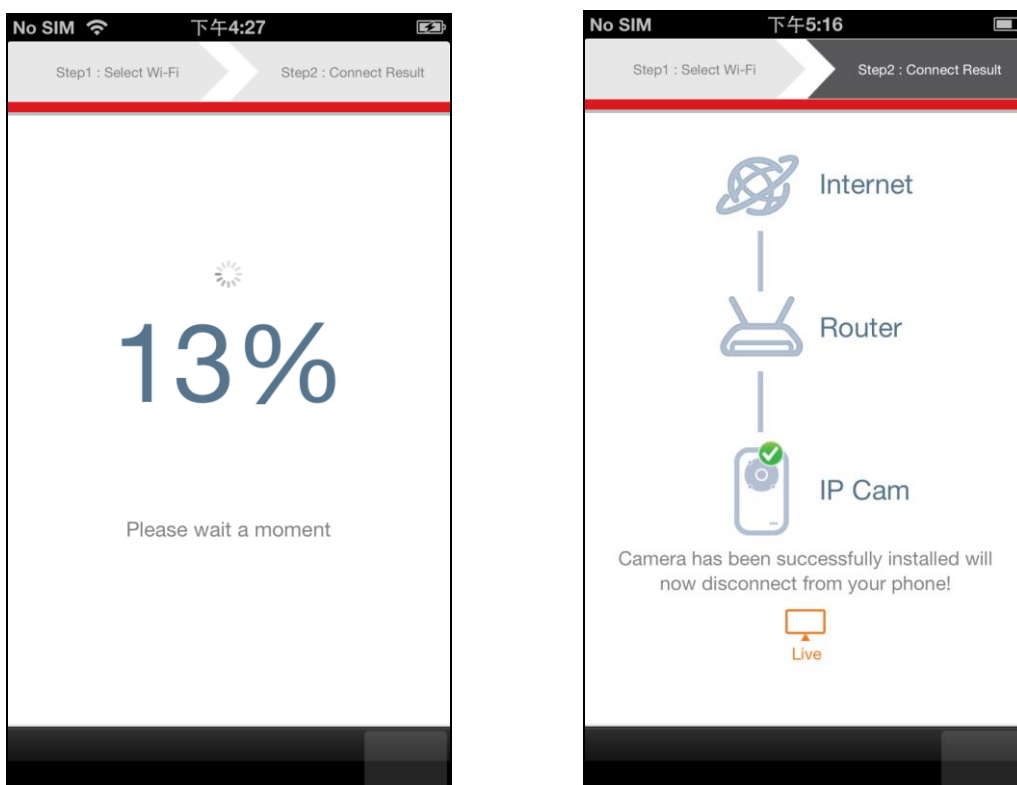 No SIM 下午4:27
Step1 : Select Wi-Fi Step2 : Connect Result
13%
Please wait a moment
No SIM 下午5:16
Step1 : Select Wi-Fi Step2 : Connect Result
Internet
Router
IP Cam
Camera has been successfully installed will
now disconnect from your phone!
Live